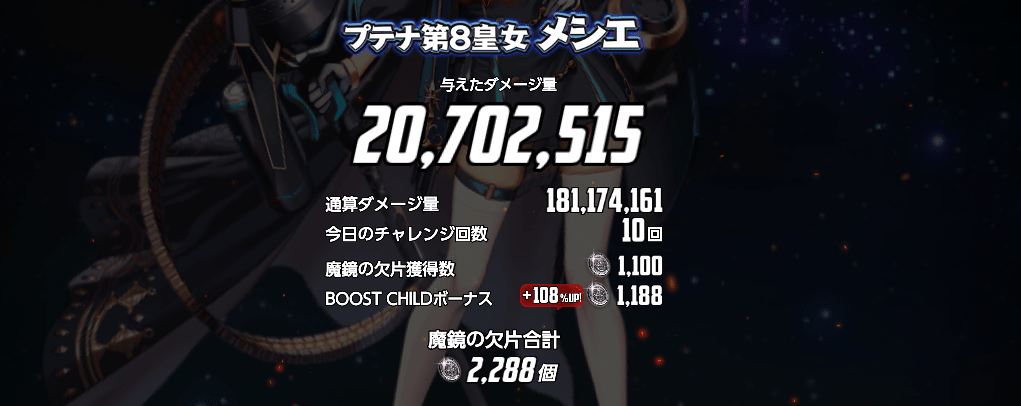 プテナ第8皇女 メシエ
与えたダメージ量
20,702,515
通算ダメージ量 181,174,161
今日のチャレンジ回数 10回
魔鏡の欠片獲得数 1,100
BOOST CHILDボーナス +108%UP! 1,188
魔鏡の欠片合計
2,288個